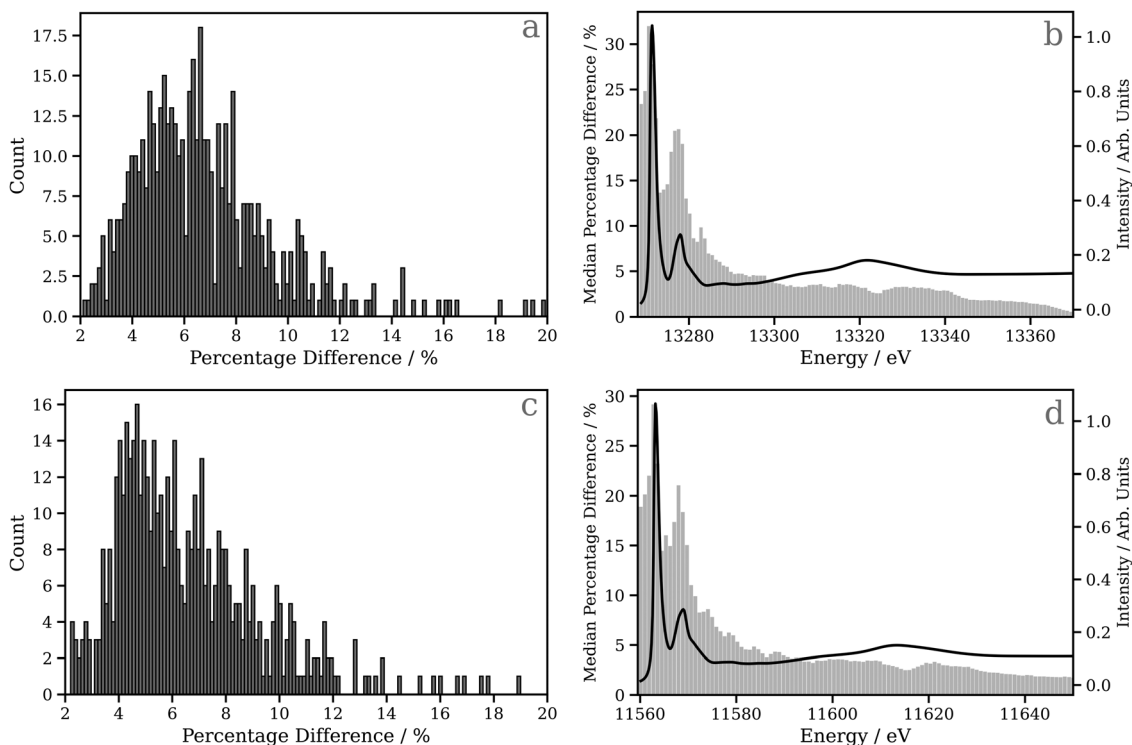 a
17.5
15.0
12.5
10.0
7.5
5.0
2.5
0.0
Count
2 4 6 8 10 12 14 16 18 20
Percentage Difference / %
b
30
25
20
15
10
5
0
Median Percentage Difference / %
1.0
0.8
0.6
0.4
0.2
0.0
Intensity / Arb. Units
13280 13300 13320 13340 13360
Energy / eV
c
16
14
12
10
8
6
4
2
0
Count
2 4 6 8 10 12 14 16 18 20
Percentage Difference / %
d
30
25
20
15
10
5
0
Median Percentage Difference / %
1.0
0.8
0.6
0.4
0.2
0.0
Intensity / Arb. Units
11560 11580 11600 11620 11640
Energy / eV